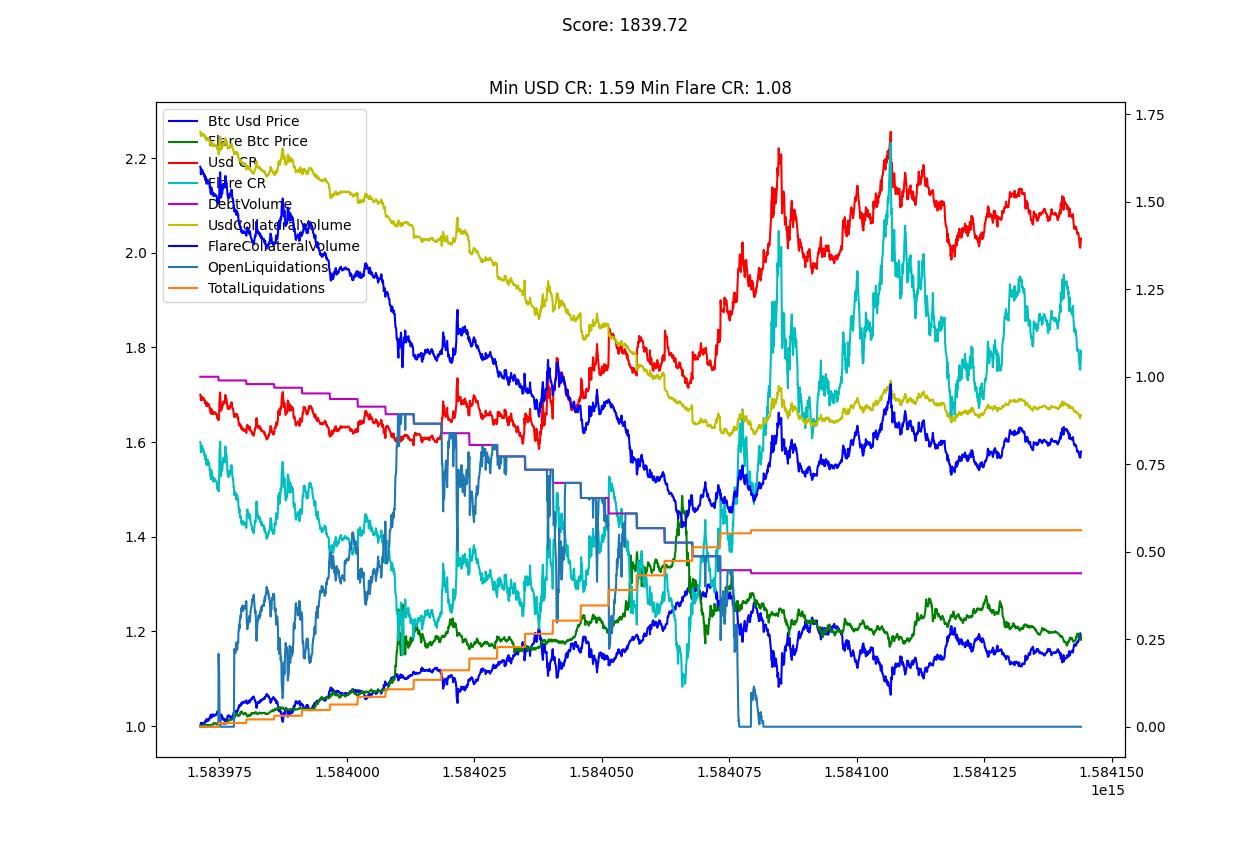 Score: 1839.72
Min USD CR: 1.59 Min Flare CR: 1.08
Btc Usd Price
Flare Btc Price
Usd CR
Flare CR
DebtVolume
UsdCollateralVolume
FlareCollateralVolume
OpenLiquidations
TotalLiquidations
2.2
2.0
1.8
1.6
1.4
1.2
1.0
1.75
1.50
1.25
1.00
0.75
0.50
0.25
0.00
1.583975 1.584000 1.584025 1.584050 1.584075 1.584100 1.584125 1.584150
1e15